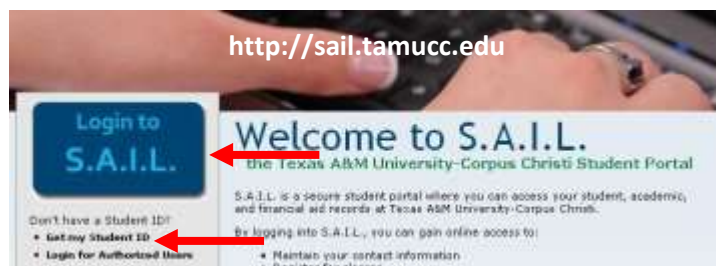 http://sail.tamucc.edu
Login to
S.A.I.L.
Don't have a Student ID?
• Get my Student ID
• Login for Authorized Users
Welcome to S.A.I.L.
the Texas A&M University-Corpus Christi Student Portal
S.A.I.L. is a secure student portal where you can access your student, academic,
and financial aid records at Texas A&M University-Corpus Christi.
By logging into S.A.I.L., you can gain online access to:
• Maintain your contact information
• Register for classes